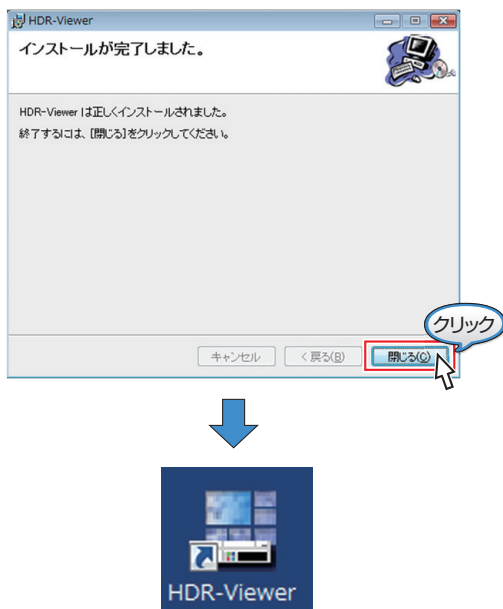 HDR-Viewer
インストールが完了しました。
HDR-Viewer は正しくインストールされました。
終了するには、[閉じる]をクリックしてください。
クリック
キャンセル
< 戻る(B)
閉じる(C)
HDR-Viewer